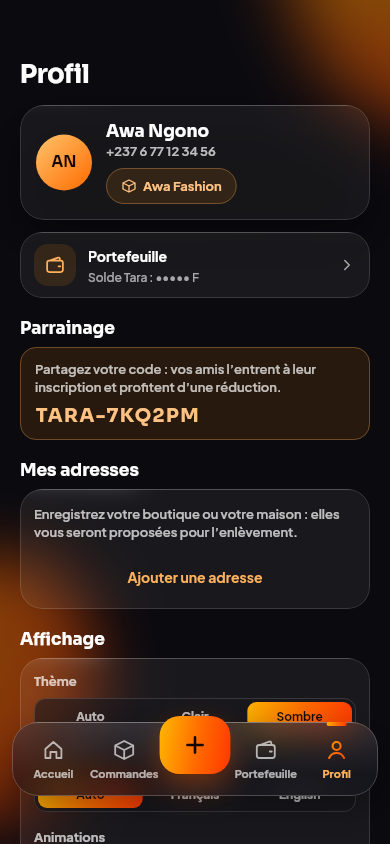 Profil
AN
Awa Ngono
+237 6 77 12 34 56
Awa Fashion
Portefeuille
Solde Tara : ●●●●● F
Parrainage
Partagez votre code : vos amis l’entrent à leur
inscription et profitent d’une réduction.
TARA-7KQ2PM
Mes adresses
Enregistrez votre boutique ou votre maison : elles
vous seront proposées pour l’enlèvement.
Ajouter une adresse
Affichage
Thème
Auto Clair Sombre
Accueil Commandes + Portefeuille Profil
Auto Français English
Animations